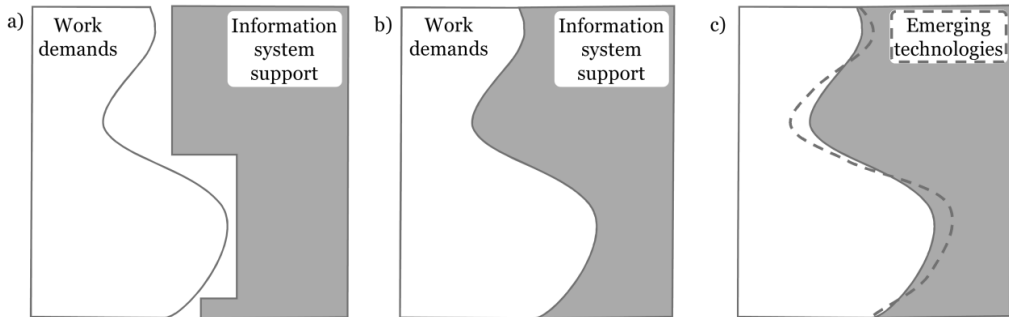 a)
Work
demands
Information
system
support
b)
Work
demands
Information
system
support
c)
Emerging
technologies